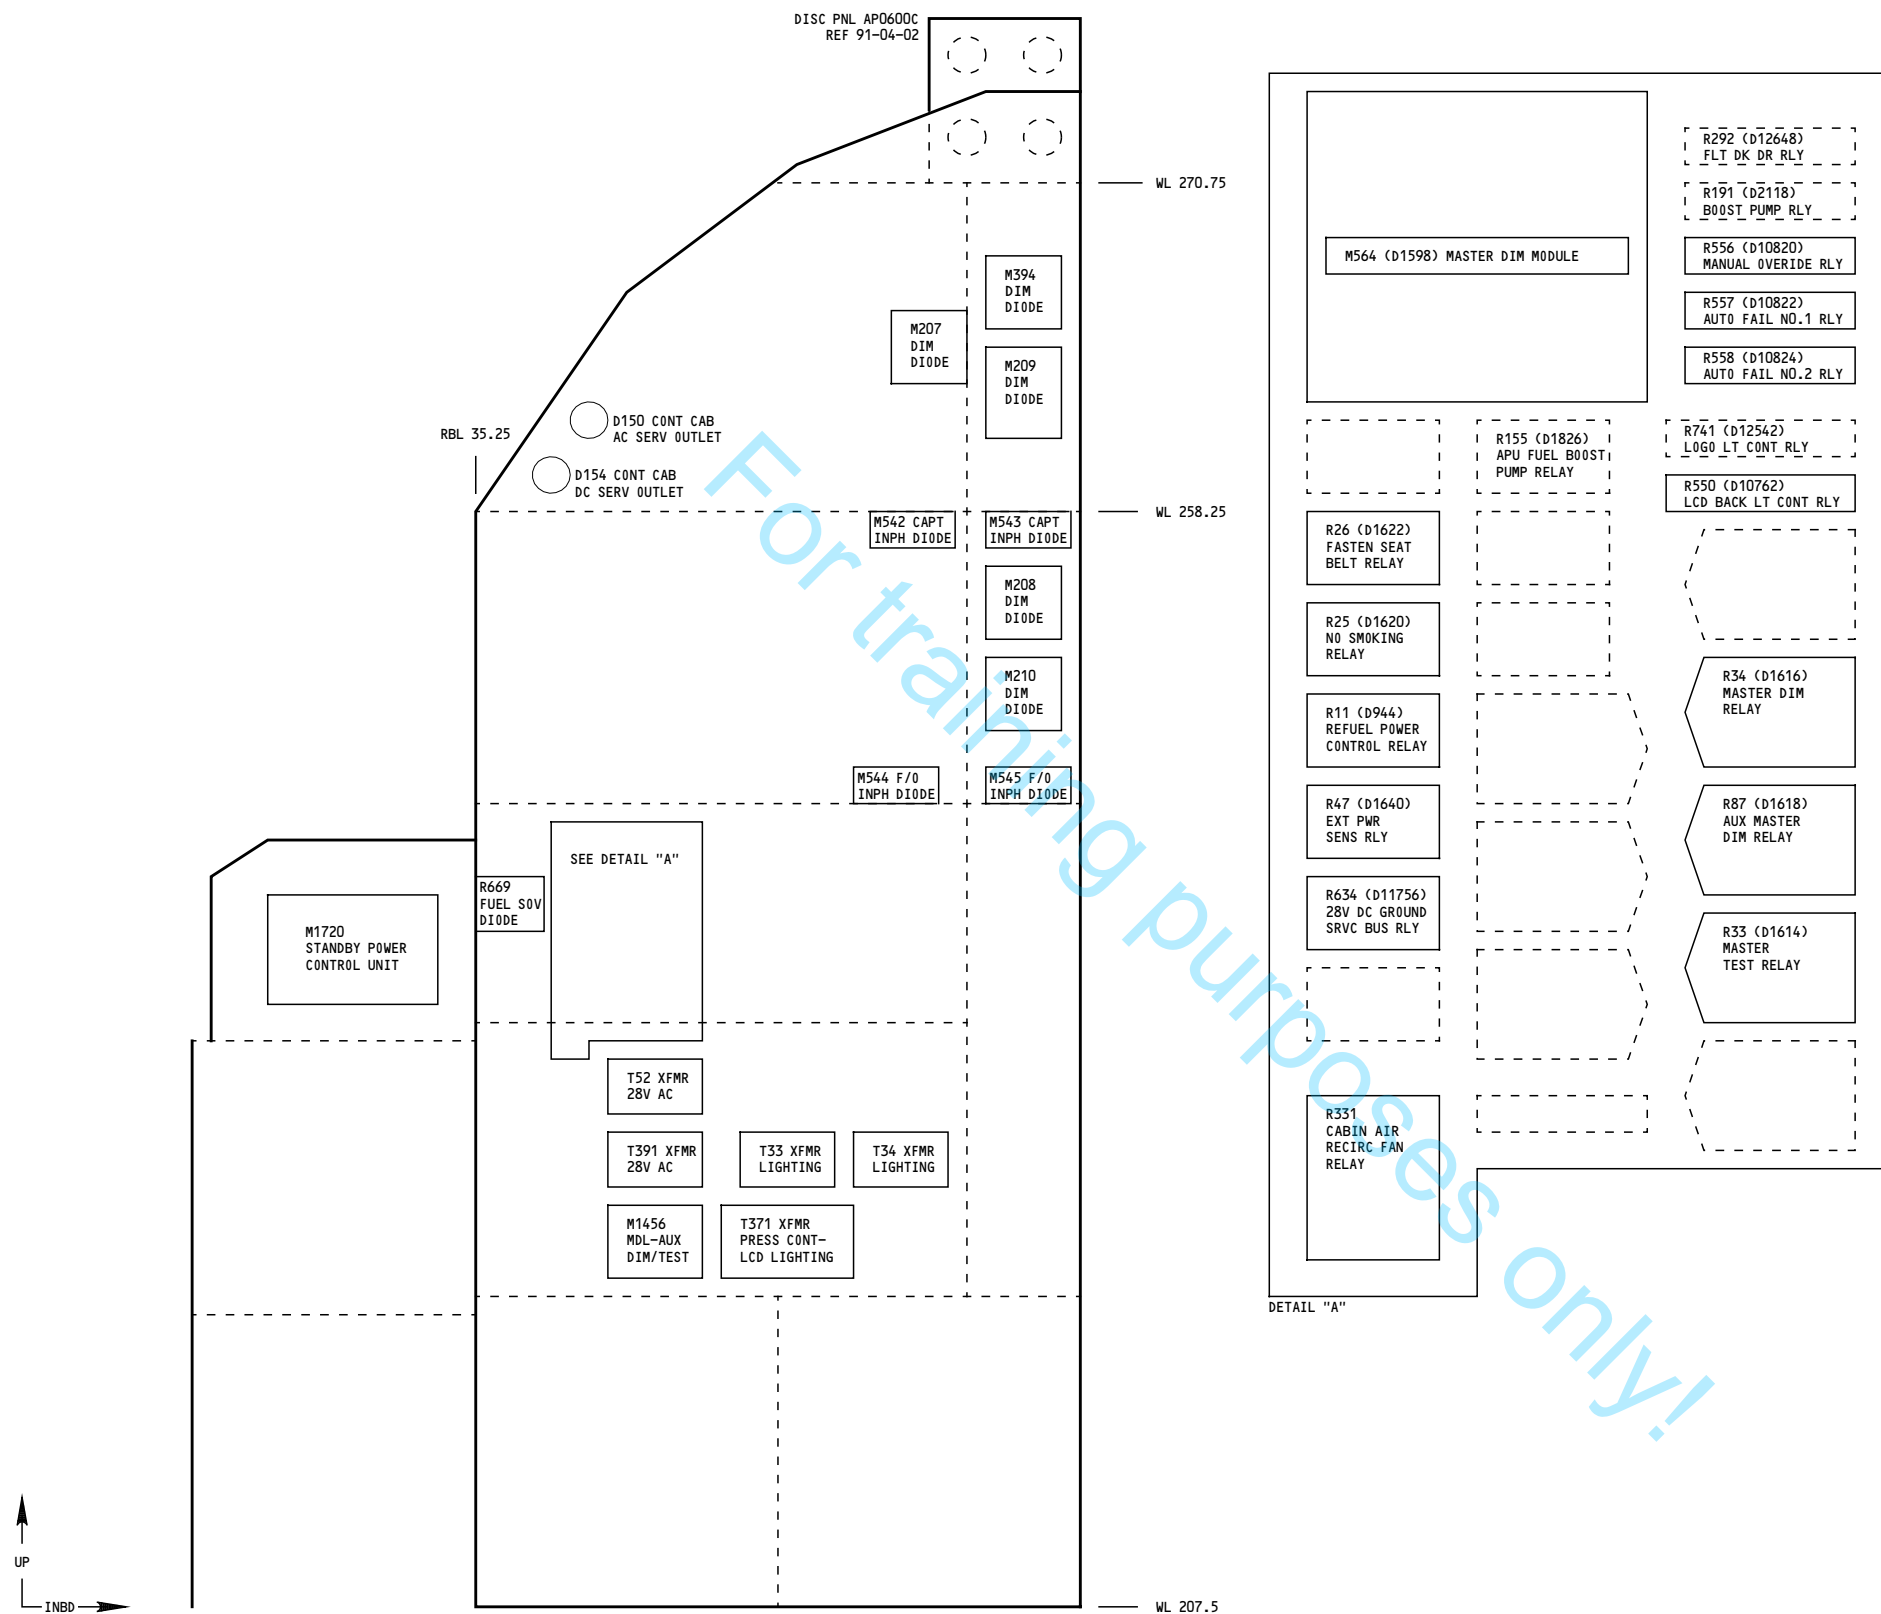 DISC PNL AP0600C
REF 91-04-02
WL 270.75
M394
DIM
DIODE
M207
DIM
DIODE
M209
DIM
DIODE
D150 CONT CAB
AC SERV OUTLET
RBL 35.25
D154 CONT CAB
DC SERV OUTLET
WL 258.25
M542 CAPT
INPH DIODE
M543 CAPT
INPH DIODE
M208
DIM
DIODE
M210
DIM
DIODE
M544 F/O
INPH DIODE
M545 F/O
INPH DIODE
SEE DETAIL "A"
R669
FUEL SOV
DIODE
M1720
STANDBY POWER
CONTROL UNIT
T52 XFMR
28V AC
T391 XFMR
28V AC
T33 XFMR
LIGHTING
T34 XFMR
LIGHTING
M1456
MDL-AUX
DIM/TEST
T371 XFMR
PRESS CONT-
LCD LIGHTING
UP
INBD
WL 207.5
M564 (D1598) MASTER DIM MODULE
R292 (D12648)
FLT DK DR RLY
R191 (D2118)
BOOST PUMP RLY
R556 (D10820)
MANUAL OVERIDE RLY
R557 (D10822)
AUTO FAIL NO.1 RLY
R558 (D10824)
AUTO FAIL NO.2 RLY
R155 (D1826)
APU FUEL BOOST
PUMP RELAY
R741 (D12542)
LOGO LT CONT RLY
R550 (D10762)
LCD BACK LT CONT RLY
R26 (D1622)
FASTEN SEAT
BELT RELAY
R25 (D1620)
NO SMOKING
RELAY
R11 (D944)
REFUEL POWER
CONTROL RELAY
R47 (D1640)
EXT PWR
SENS RLY
R634 (D11756)
28V DC GROUND
SRVC BUS RLY
R34 (D1616)
MASTER DIM
RELAY
R87 (D1618)
AUX MASTER
DIM RELAY
R33 (D1614)
MASTER
TEST RELAY
R331
CABIN AIR
RECIRC FAN
RELAY
DETAIL "A"
For training purposes only!